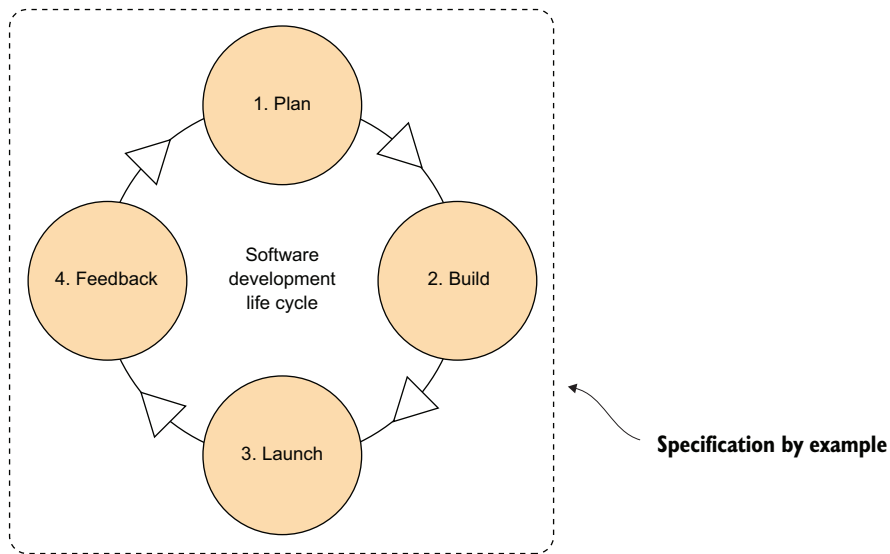 1. Plan
Software
development
life cycle
4. Feedback
2. Build
3. Launch
Specification by example